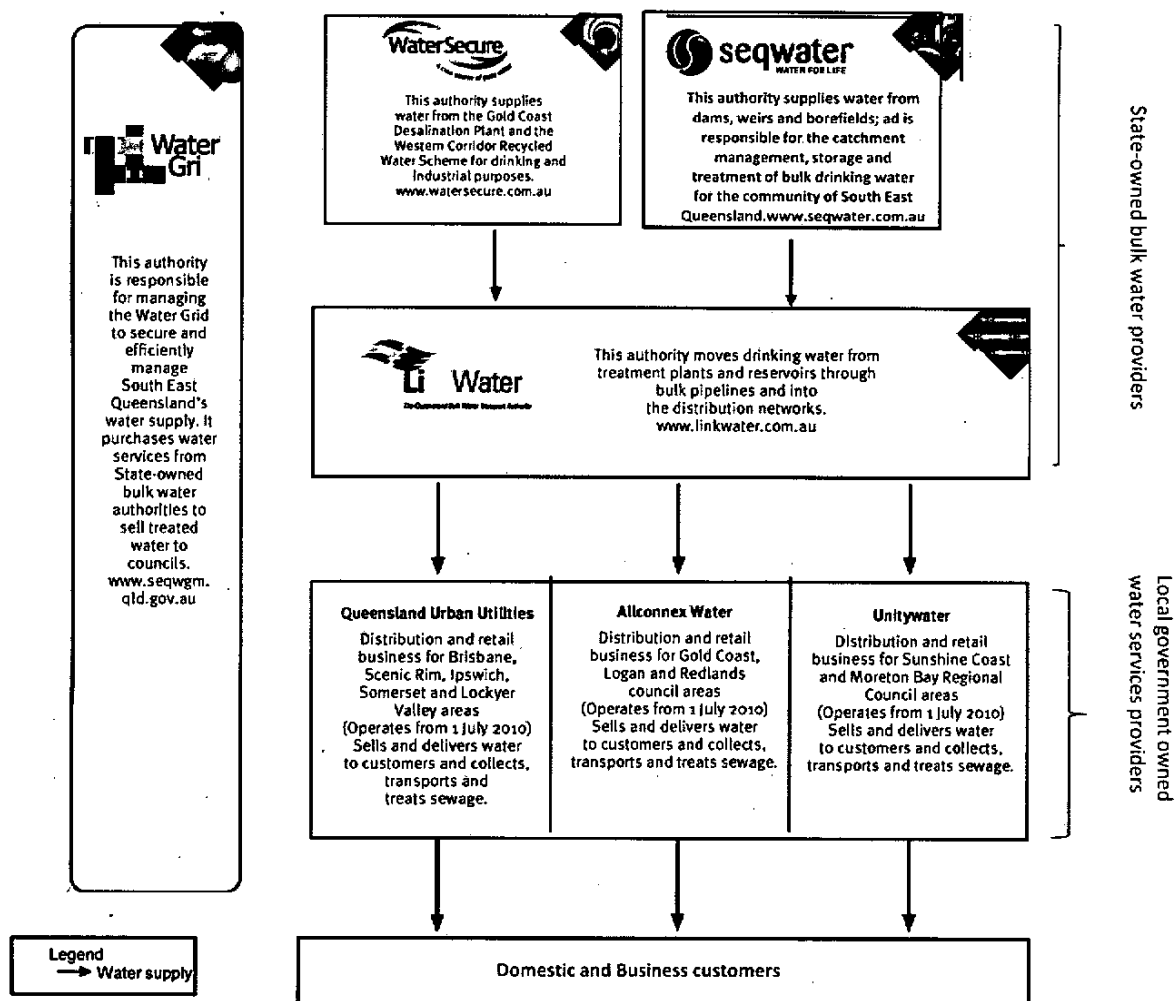 Water
Gri
This authority
is responsible
for managing
the Water Grid
to secure and
efficiently
manage
South East
Queensland's
water supply. It
purchases water
services from
State-owned
bulk water
authorities to
sell treated
water to
councils.
www.seqwgm.
qld.gov.au
WaterSecure
This authority supplies
water from the Gold Coast
Desalination Plant and the
Western Corridor Recycled
Water Scheme for drinking and
Industrial purposes.
www.watersecure.com.au
seqwater
WATER FOR LIFE
This authority supplies water from
dams, weirs and borefields; ad is
responsible for the catchment
management, storage and
treatment of bulk drinking water
for the community of South East
Queensland.www.seqwater.com.au
Li Water
This authority moves drinking water from
treatment plants and reservoirs through
bulk pipelines and into
the distribution networks.
www.linkwater.com.au
State-owned bulk water providers
Queensland Urban Utilities
Distribution and retail
business for Brisbane,
Scenic Rim, Ipswich,
Somerset and Lockyer
Valley areas
(Operates from 1 July 2010)
Sells and delivers water
to customers and collects,
transports and
treats sewage.
Allconnex Water
Distribution and retail
business for Gold Coast,
Logan and Redlands
council areas
(Operates from 1 July 2010)
Sells and delivers water
to customers and collects,
transports and treats sewage.
Unitywater
Distribution and retail
business for Sunshine Coast
and Moreton Bay Regional
Council areas
(Operates from 1 July 2010)
Sells and delivers water
to customers and collects,
transports and treats sewage.
Local government owned
water services providers
Legend
Water supply
Domestic and Business customers